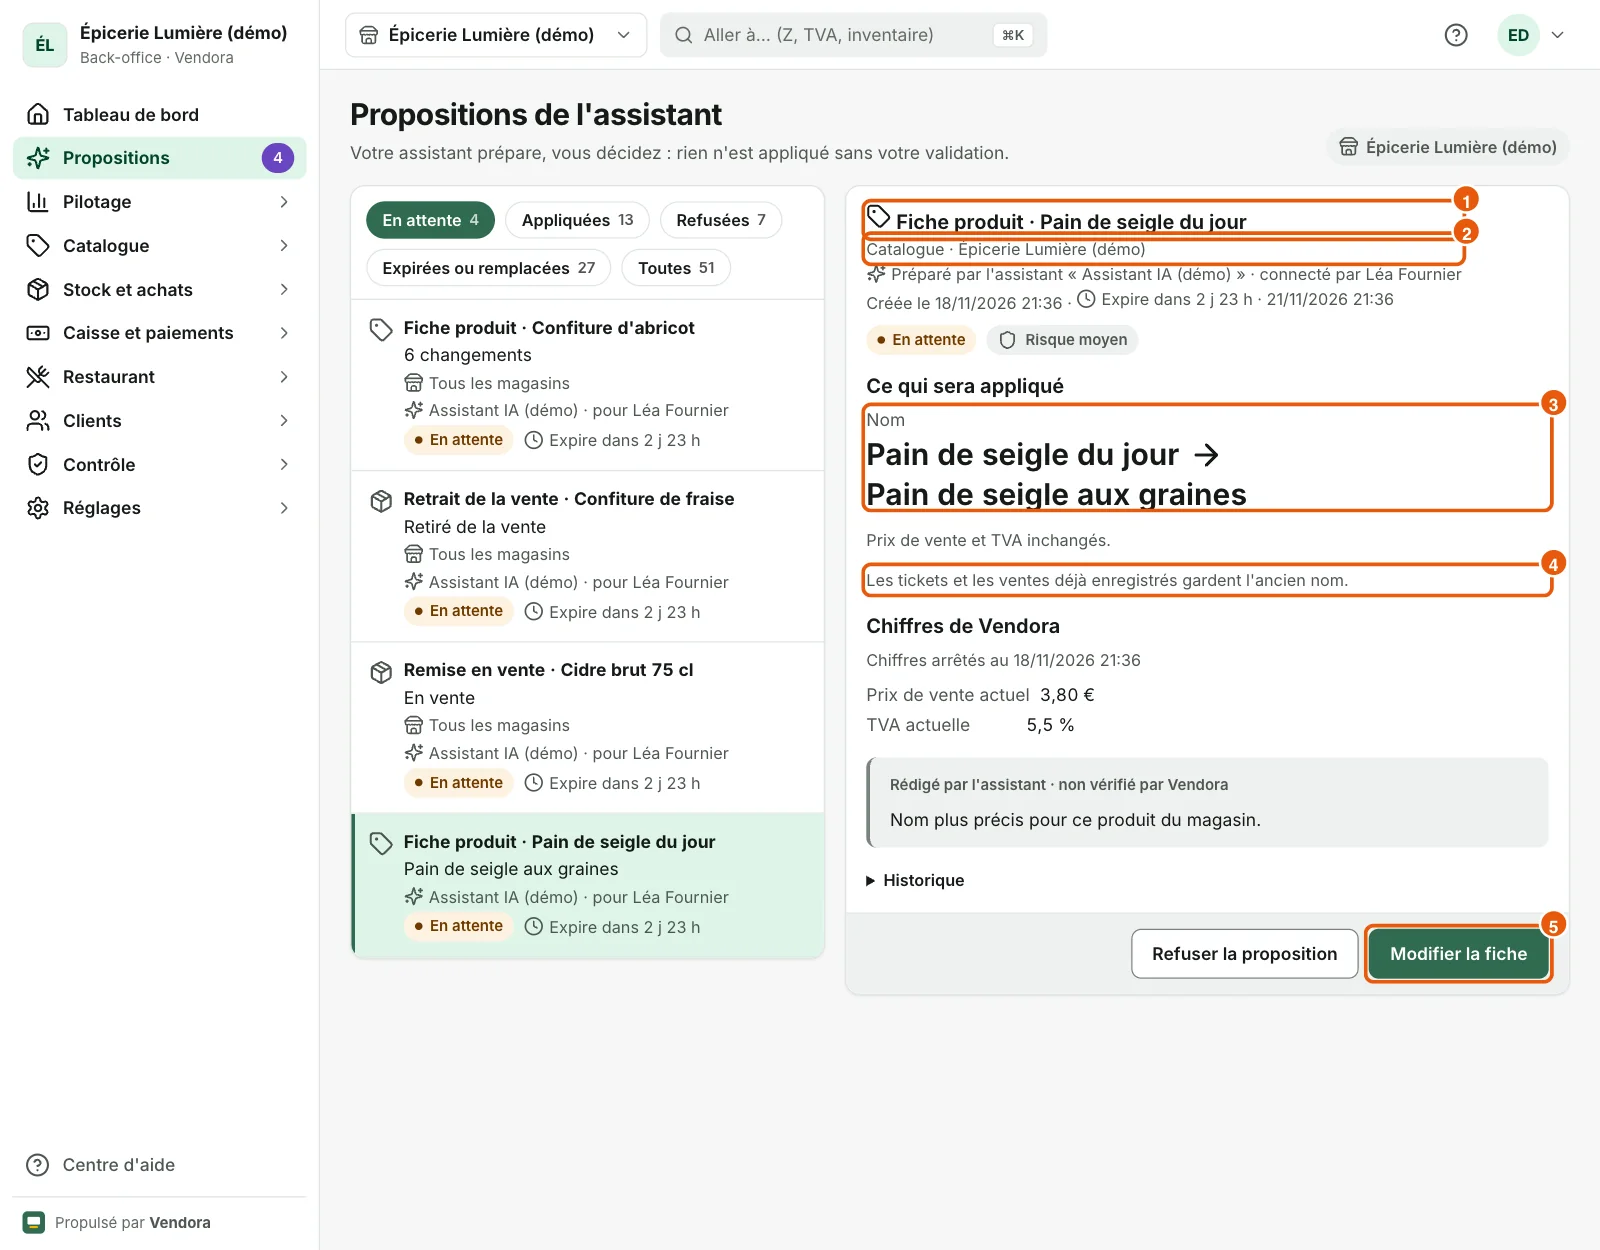 ÉL
Épicerie Lumière (démo)
Back-office · Vendora
Tableau de bord
Propositions 4
Pilotage
Catalogue
Stock et achats
Caisse et paiements
Restaurant
Clients
Contrôle
Réglages
Centre d'aide
Propulsé par Vendora
Épicerie Lumière (démo)
Aller à... (Z, TVA, inventaire) ⌘K
ED
Propositions de l'assistant
Votre assistant prépare, vous décidez : rien n'est appliqué sans votre validation.
Épicerie Lumière (démo)
En attente 4
Appliquées 13
Refusées 7
Expirées ou remplacées 27
Toutes 51
Fiche produit · Confiture d'abricot
6 changements
Tous les magasins
Assistant IA (démo) · pour Léa Fournier
En attente
Expire dans 2 j 23 h
Retrait de la vente · Confiture de fraise
Retiré de la vente
Tous les magasins
Assistant IA (démo) · pour Léa Fournier
En attente
Expire dans 2 j 23 h
Remise en vente · Cidre brut 75 cl
En vente
Tous les magasins
Assistant IA (démo) · pour Léa Fournier
En attente
Expire dans 2 j 23 h
Fiche produit · Pain de seigle du jour
Pain de seigle aux graines
Assistant IA (démo) · pour Léa Fournier
En attente
Expire dans 2 j 23 h
1
Fiche produit · Pain de seigle du jour
2
Catalogue · Épicerie Lumière (démo)
Préparé par l'assistant « Assistant IA (démo) » · connecté par Léa Fournier
Créée le 18/11/2026 21:36 · Expire dans 2 j 23 h · 21/11/2026 21:36
En attente
Risque moyen
Ce qui sera appliqué
3
Nom
Pain de seigle du jour →
Pain de seigle aux graines
Prix de vente et TVA inchangés.
4
Les tickets et les ventes déjà enregistrés gardent l'ancien nom.
Chiffres de Vendora
Chiffres arrêtés au 18/11/2026 21:36
Prix de vente actuel 3,80 €
TVA actuelle 5,5 %
Rédigé par l'assistant · non vérifié par Vendora
Nom plus précis pour ce produit du magasin.
Historique
5
Refuser la proposition
Modifier la fiche